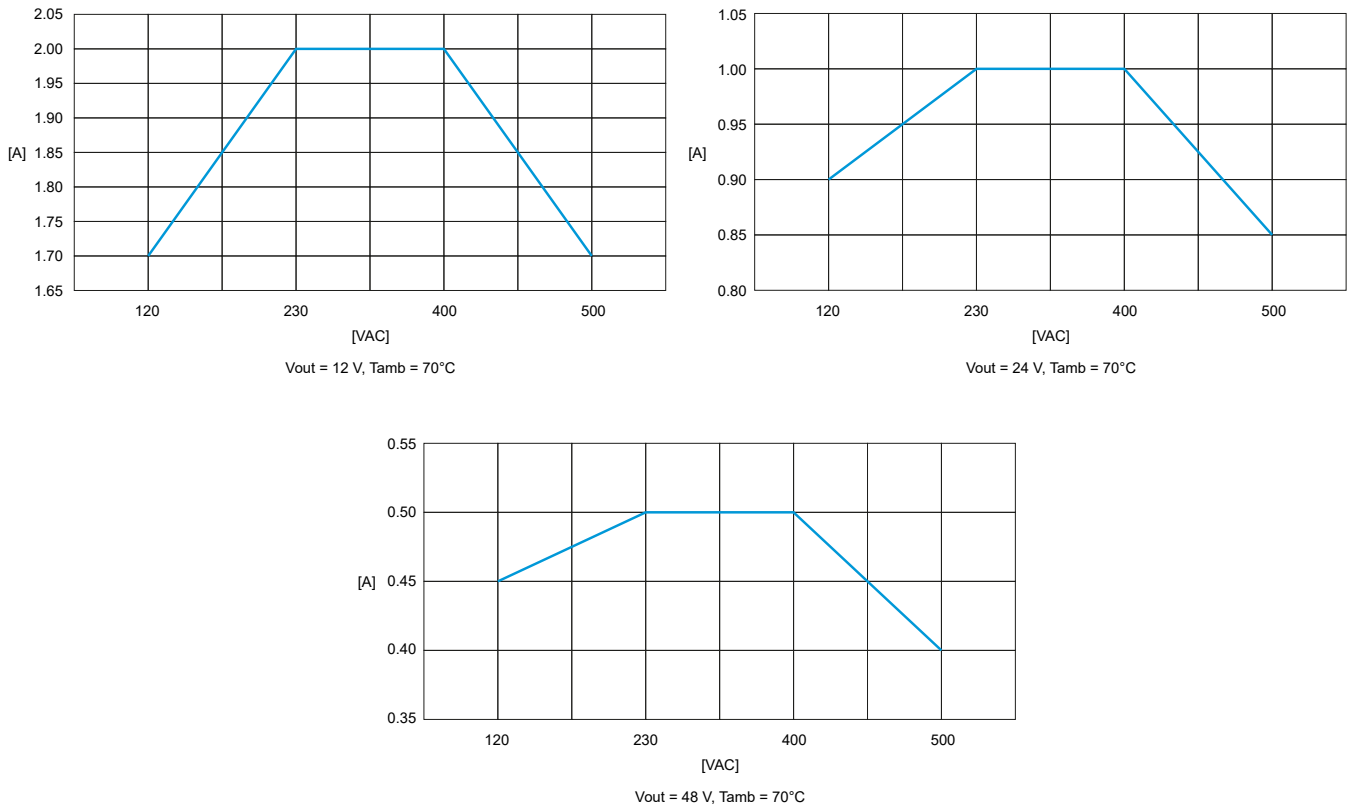 2.05
2.00
1.95
1.90
1.85
1.80
1.75
1.70
1.65
[A]
120 230 400 500
[VAC]
Vout = 12 V, Tamb = 70°C
1.05
1.00
0.95
0.90
0.85
0.80
[A]
120 230 400 500
[VAC]
Vout = 24 V, Tamb = 70°C
0.55
0.50
0.45
0.40
0.35
[A]
120 230 400 500
[VAC]
Vout = 48 V, Tamb = 70°C